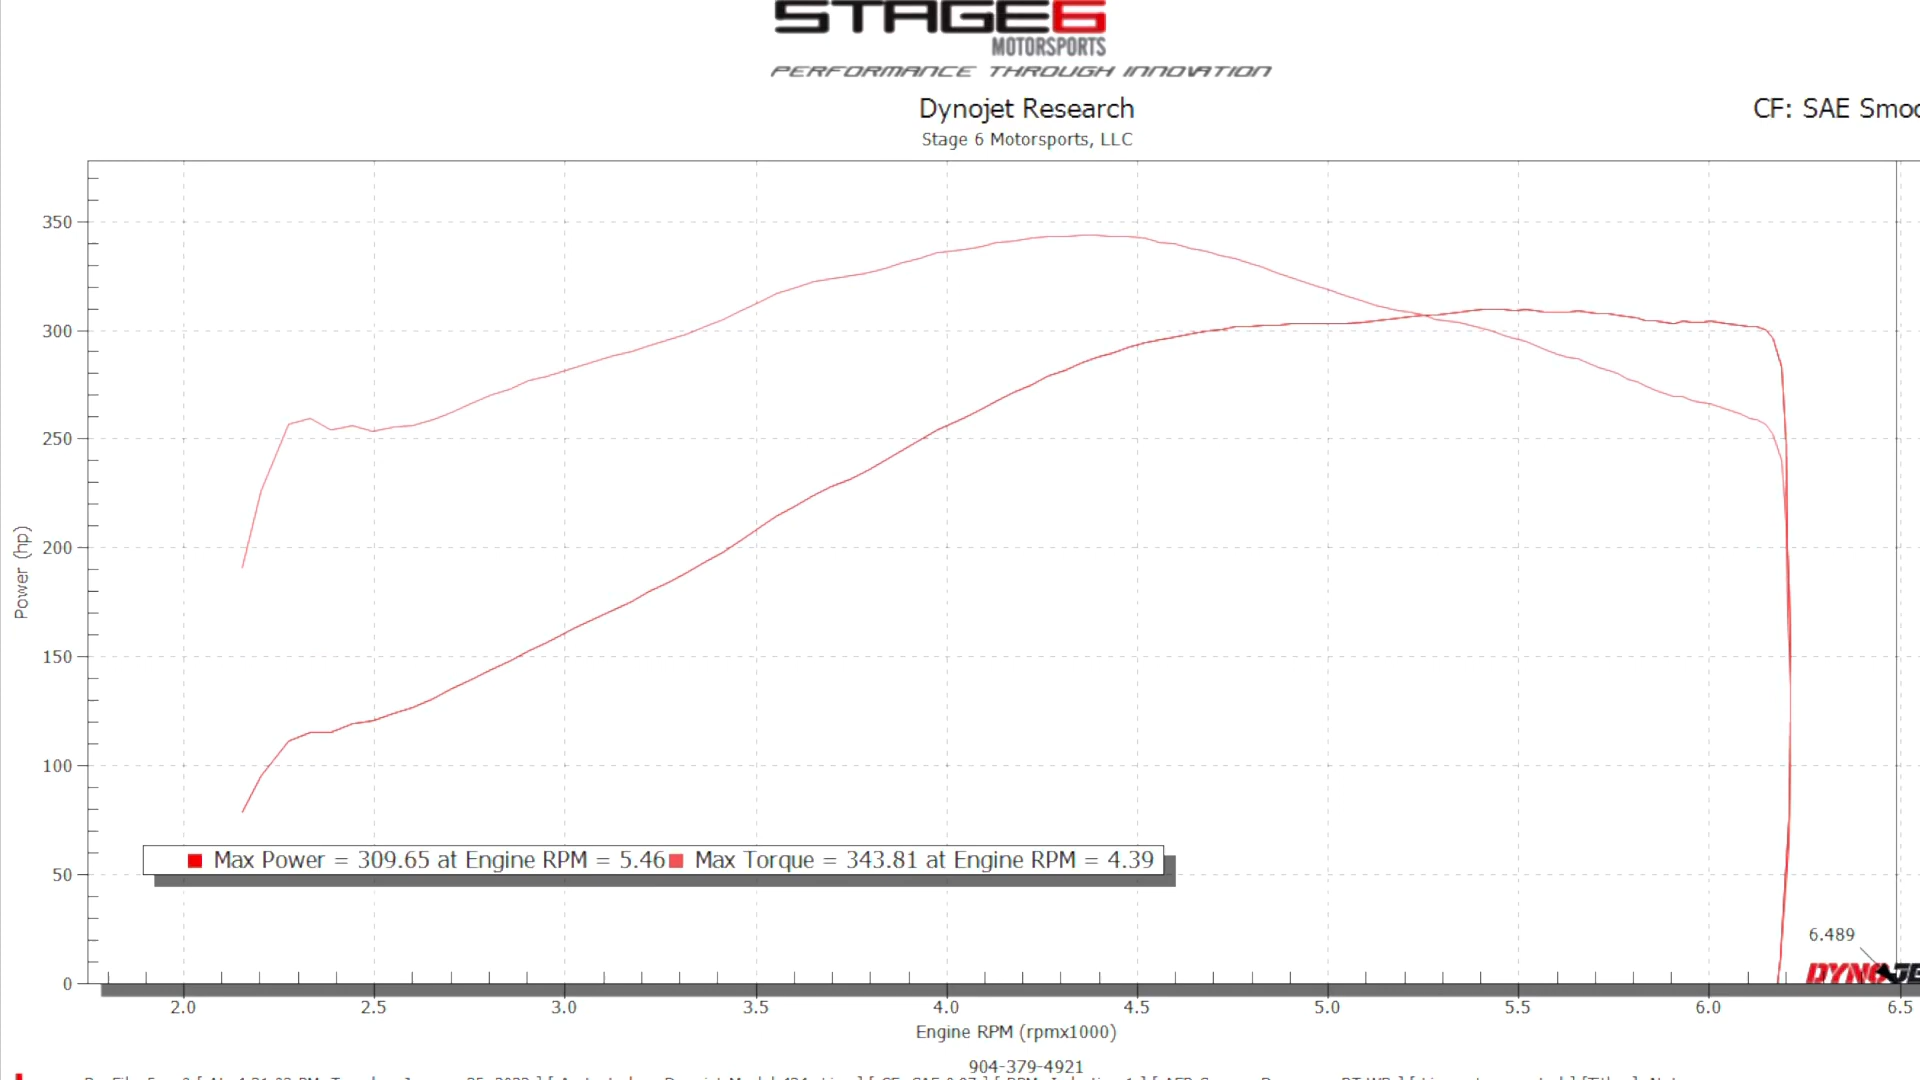 STAGE6
MOTORSPORTS
PERFORMANCE THROUGH INNOVATION
Dynojet Research
CF: SAE Smoo
Stage 6 Motorsports, LLC
350
300
250
200
150
100
50
0
Power (hp)
Max Power = 309.65 at Engine RPM = 5.46 Max Torque = 343.81 at Engine RPM = 4.39
6.489
DYNOJE
2.0 2.5 3.0 3.5 4.0 4.5 5.0 5.5 6.0 6.5
Engine RPM (rpmx1000)
904-379-4921